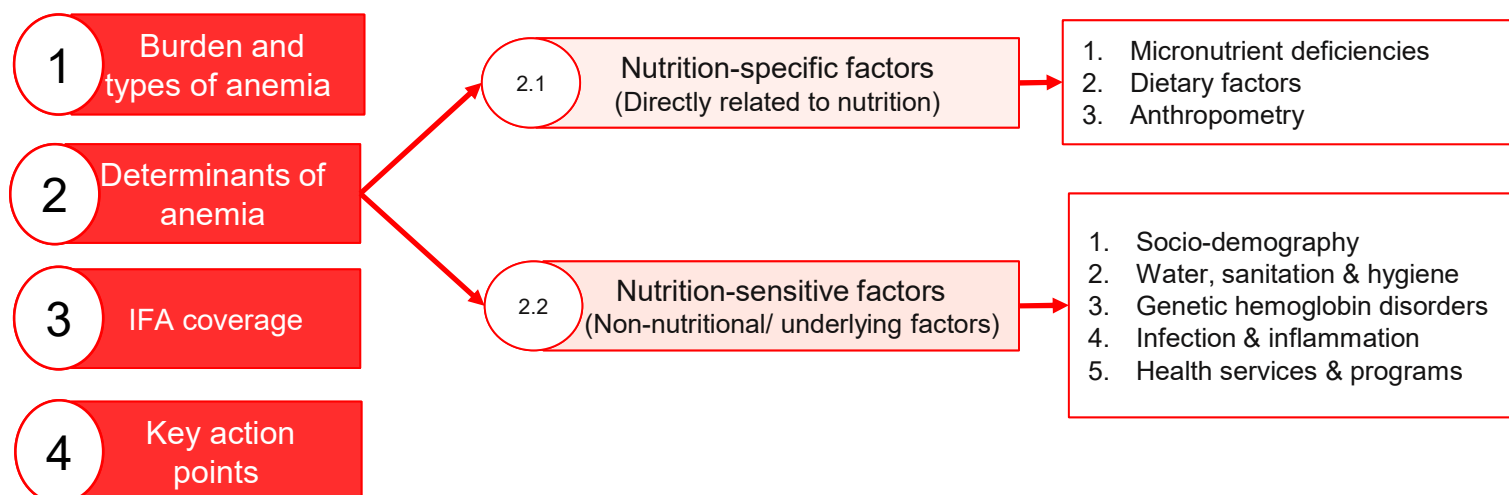 1
Burden and
types of anemia
2
Determinants of
anemia
3
IFA coverage
4
Key action
points
2.1
Nutrition-specific factors
(Directly related to nutrition)
1. Micronutrient deficiencies
2. Dietary factors
3. Anthropometry
2.2
Nutrition-sensitive factors
(Non-nutritional/ underlying factors)
1. Socio-demography
2. Water, sanitation & hygiene
3. Genetic hemoglobin disorders
4. Infection & inflammation
5. Health services & programs